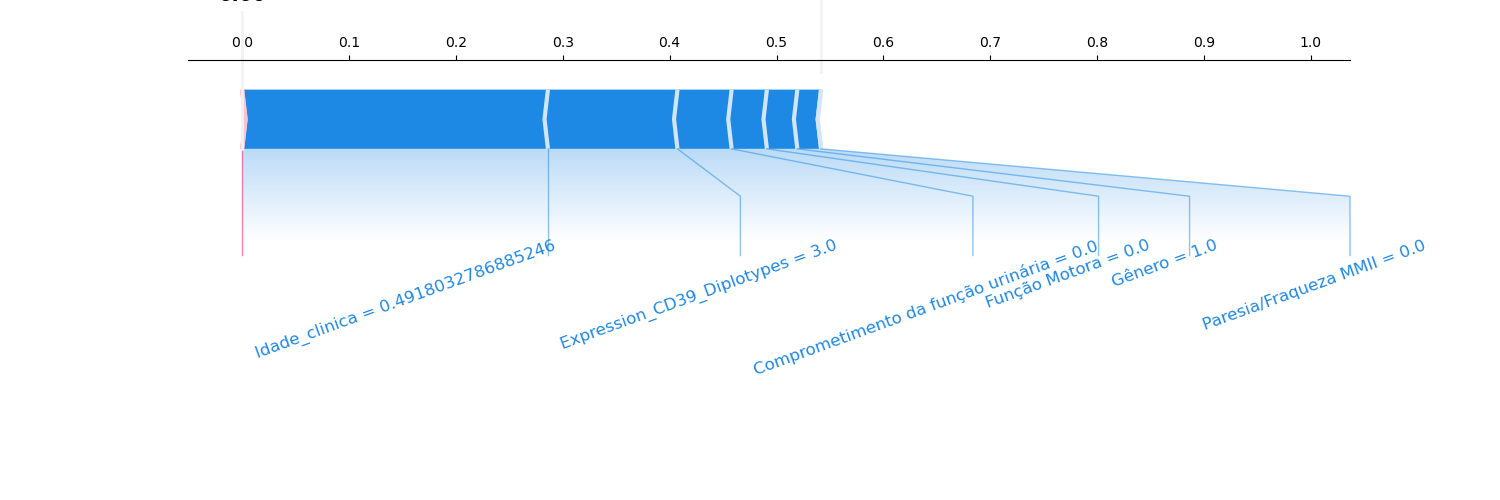 0.0 0.1 0.2 0.3 0.4 0.5 0.6 0.7 0.8 0.9 1.0
Idade_clinica = 0.4918032786885246
Expression_CD39_Diplotypes = 3.0
Comprometimento da função urinária = 0.0
Função Motora = 0.0
Gênero = 1.0
Paresia/Fraqueza MMII = 0.0